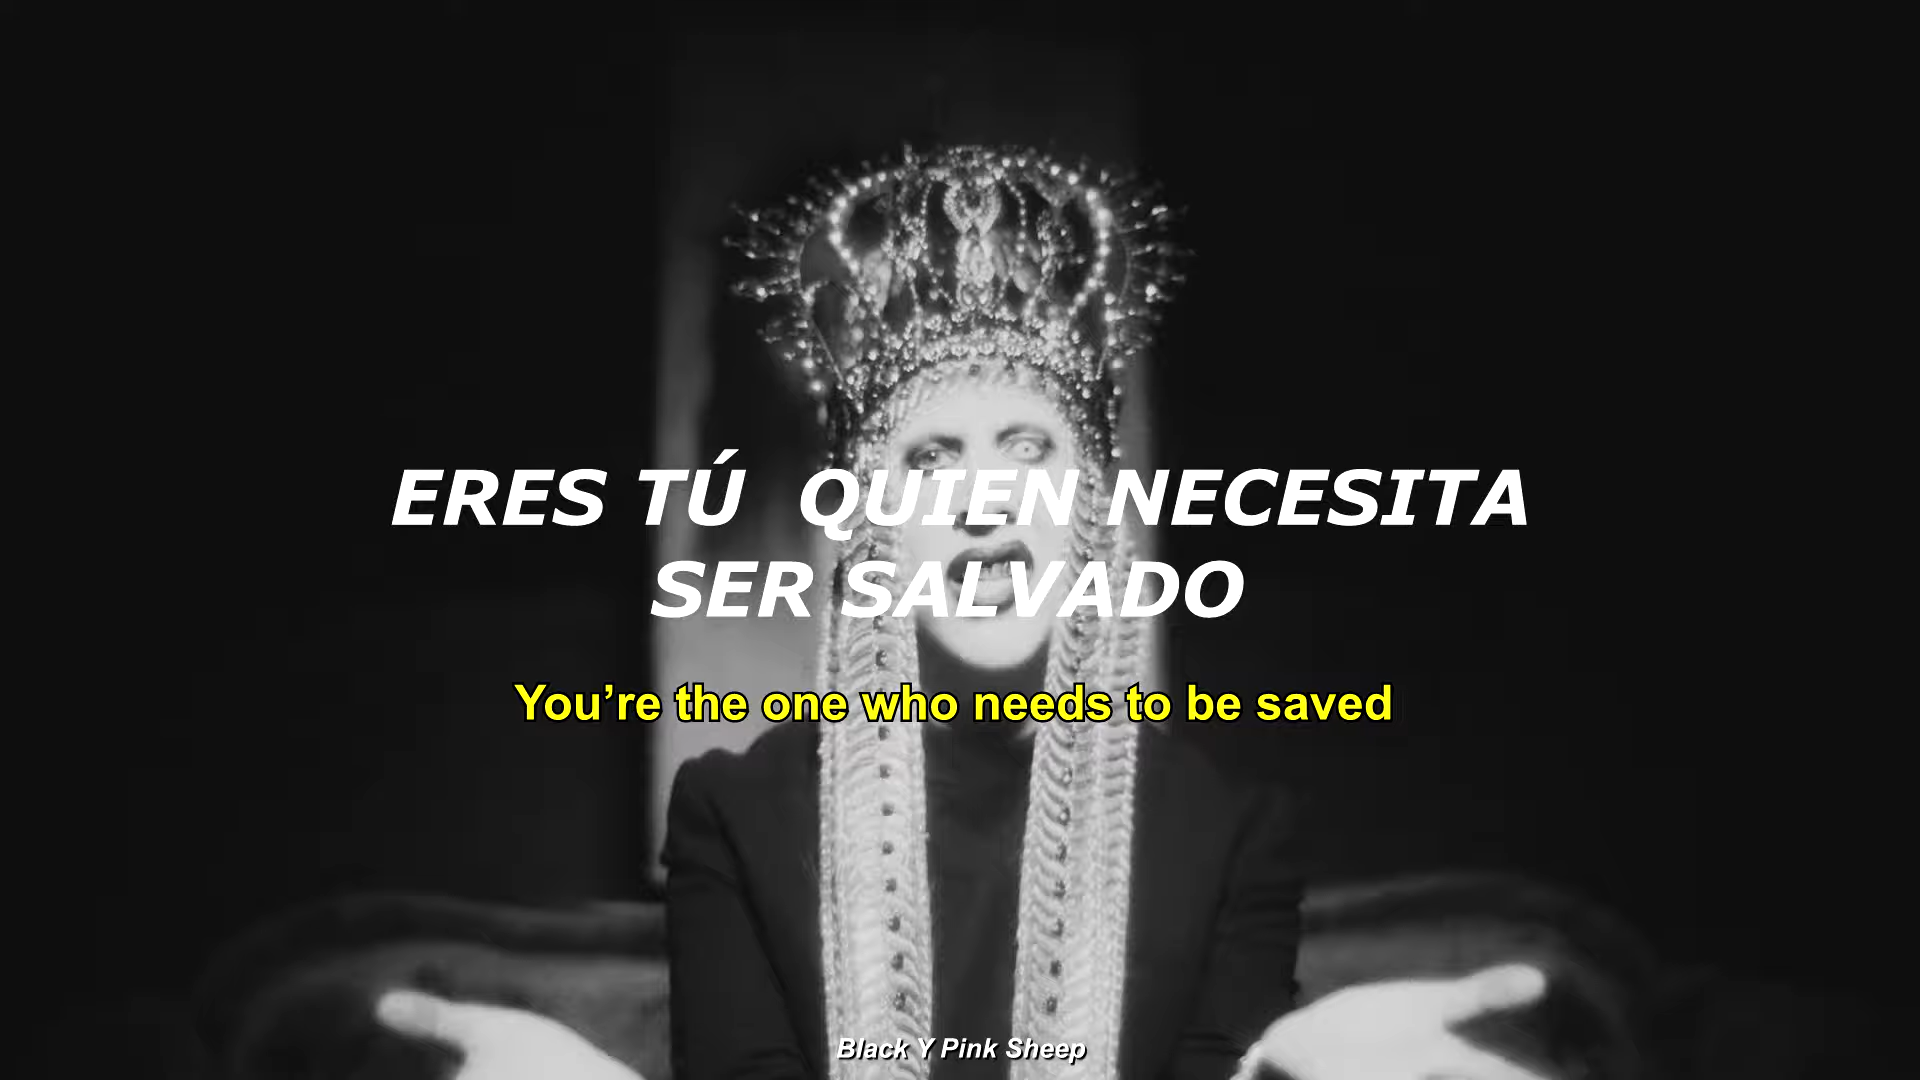 ERES TÚ  QUIEN NECESITA
SER SALVADO
You’re the one who needs to be saved
Black Y Pink Sheep